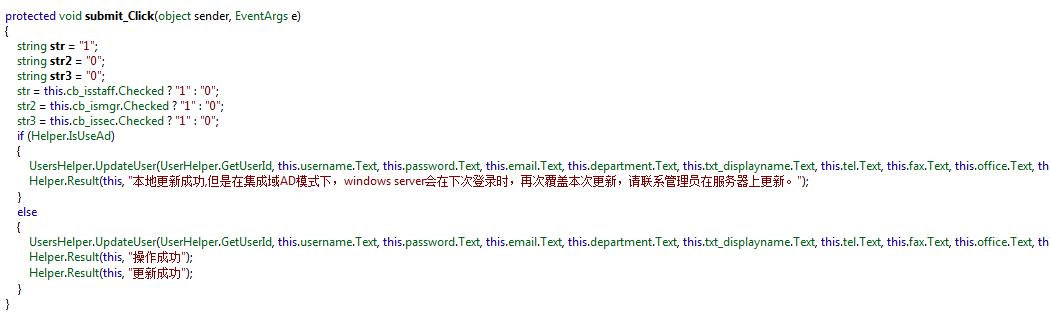 protected void submit_Click(object sender, EventArgs e)
{
string str = "1";
string str2 = "0";
string str3 = "0";
str = this.cb_isstaff.Checked ? "1" : "0";
str2 = this.cb_ismgr.Checked ? "1" : "0";
str3 = this.cb_issec.Checked ? "1" : "0";
if (Helper.IsUseAd)
{
UsersHelper.UpdateUser(UserHelper.GetUserId, this.username.Text, this.password.Text, this.email.Text, this.department.Text, this.txt_displayname.Text, this.tel.Text, this.fax.Text, this.office.Text, th
Helper.Result(this, "本地更新成功,但是在集成域AD模式下，windows server会在下次登录时，再次覆盖本次更新，请联系管理员在服务器上更新。");
}
else
{
UsersHelper.UpdateUser(UserHelper.GetUserId, this.username.Text, this.password.Text, this.email.Text, this.department.Text, this.txt_displayname.Text, this.tel.Text, this.fax.Text, this.office.Text, th
Helper.Result(this, "操作成功");
Helper.Result(this, "更新成功");
}
}